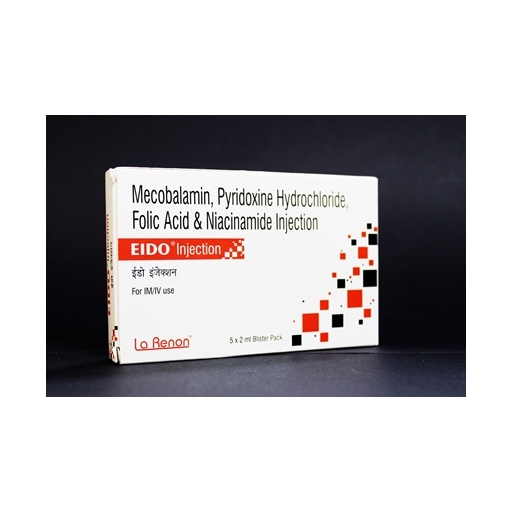 Mecobalamin, Pyridoxine Hydrochloride,
Folic Acid & Niacinamide Injection
EIDO® Injection
ईडो इंजेक्शन
For IM/IV use
La Renon®
5 x 2 ml Blister Pack